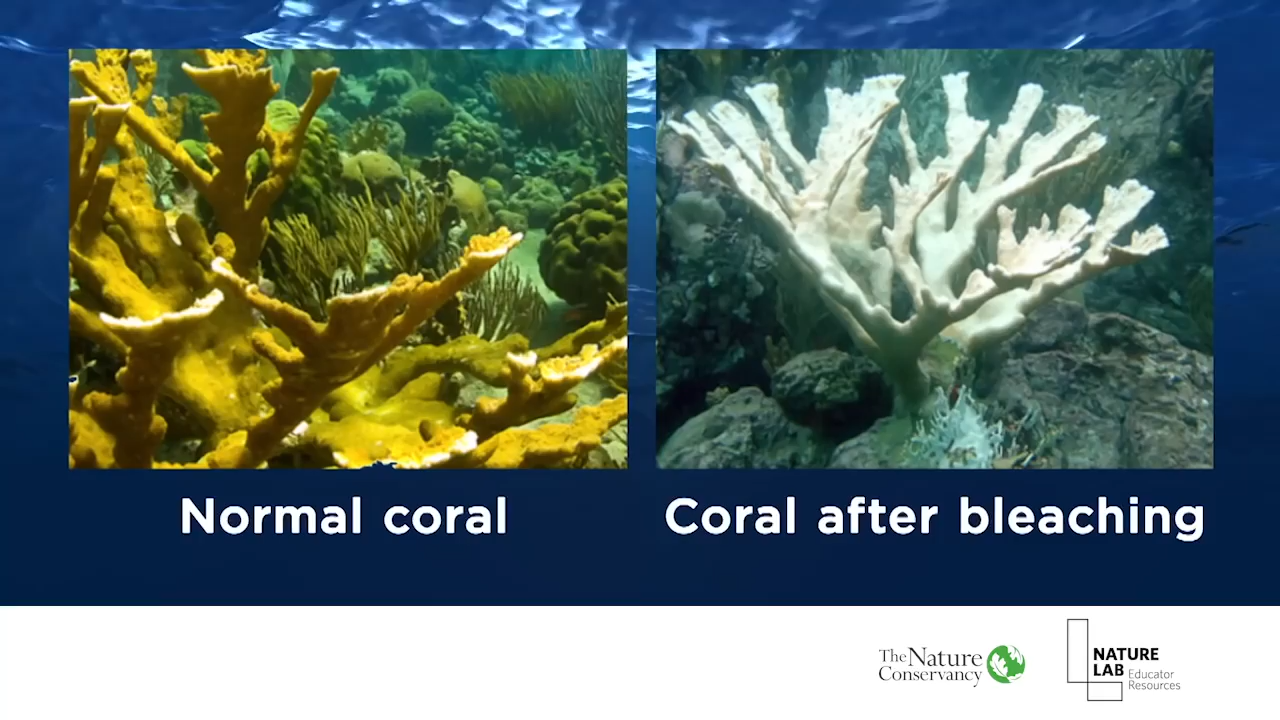 Normal coral
Coral after bleaching
The Nature
Conservancy
NATURE
LAB Educator
Resources